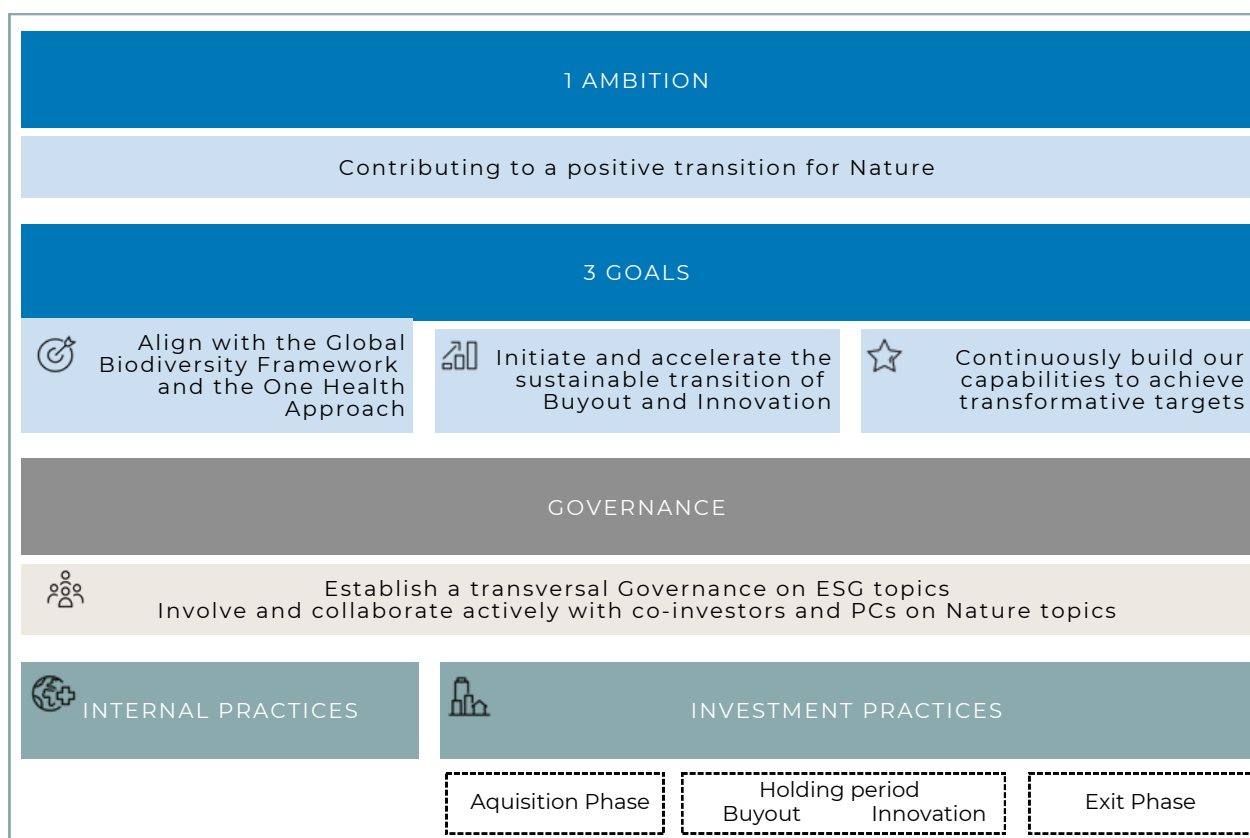 1 AMBITION
Contributing to a positive transition for Nature
3 GOALS
Align with the Global
Biodiversity Framework
and the One Health
Approach
Initiate and accelerate the
sustainable transition of
Buyout and Innovation
Continuously build our
capabilities to achieve
transformative targets
GOVERNANCE
Establish a transversal Governance on ESG topics
Involve and collaborate actively with co-investors and PCs on Nature topics
INTERNAL PRACTICES
INVESTMENT PRACTICES
Aquisition Phase
Holding period
Buyout Innovation
Exit Phase